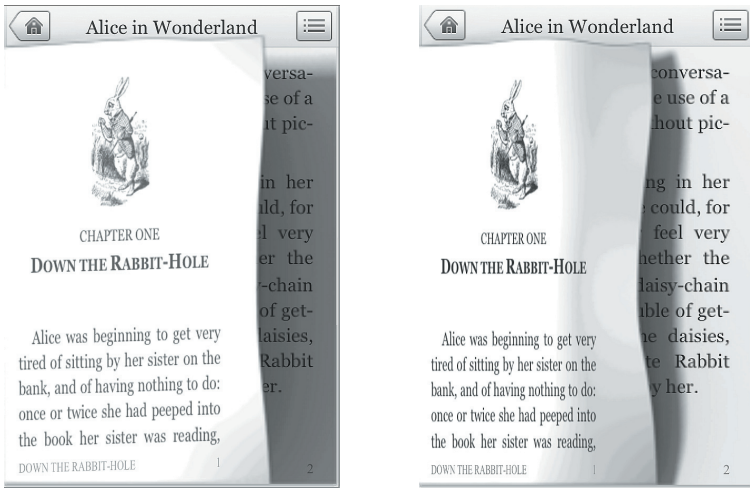 Alice in Wonderland
CHAPTER ONE
DOWN THE RABBIT-HOLE
Alice was beginning to get very
tired of sitting by her sister on the
bank, and of having nothing to do:
once or twice she had peeped into
the book her sister was reading,
DOWN THE RABBIT-HOLE 1
versa-
se of a
ut pic-
in her
uld, for
el very
er the
y-chain
of get-
laisies,
Rabbit
er.
2
Alice in Wonderland
CHAPTER ONE
DOWN THE RABBIT-HOLE
Alice was beginning to get very
tired of sitting by her sister on the
bank, and of having nothing to do:
once or twice she had peeped into
the book her sister was reading,
DOWN THE RABBIT-HOLE 1
conversa-
e use of a
hout pic-
ng in her
could, for
feel very
hether the
daisy-chain
ble of get-
he daisies,
te Rabbit
y her.
2